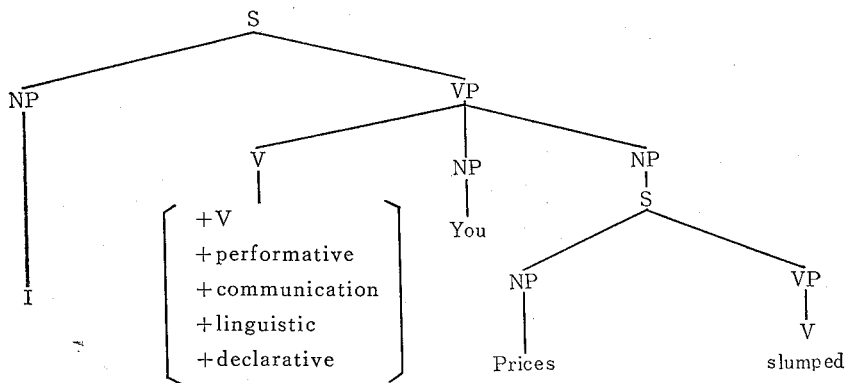 S
NP VP
V NP NP
S
+V
+performative
+communication
+linguistic
+declarative
You
NP VP
I
V
Prices slumped